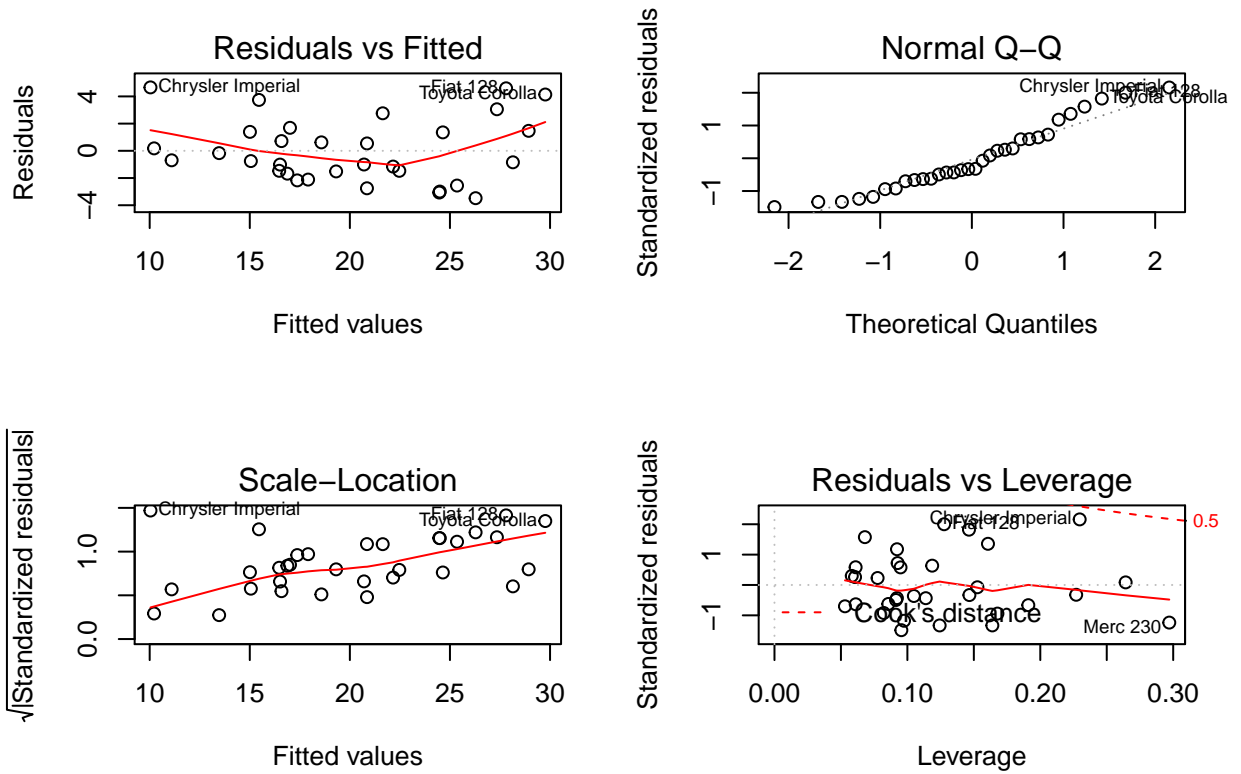 Residuals vs Fitted
Residuals
4
0
−4
Chrysler Imperial
Fiat 128
Toyota Corolla
10 15 20 25 30
Fitted values
Normal Q−Q
Standardized residuals
1
−1
Chrysler Imperial
Fiat 128
Toyota Corolla
−2 −1 0 1 2
Theoretical Quantiles
Scale−Location
√|Standardized residuals|
1.0
0.0
Chrysler Imperial
Fiat 128
Toyota Corolla
10 15 20 25 30
Fitted values
Residuals vs Leverage
Standardized residuals
1
−1
Chrysler Imperial
Fiat 128
0.5
Cook's distance
Merc 230
0.00 0.10 0.20 0.30
Leverage